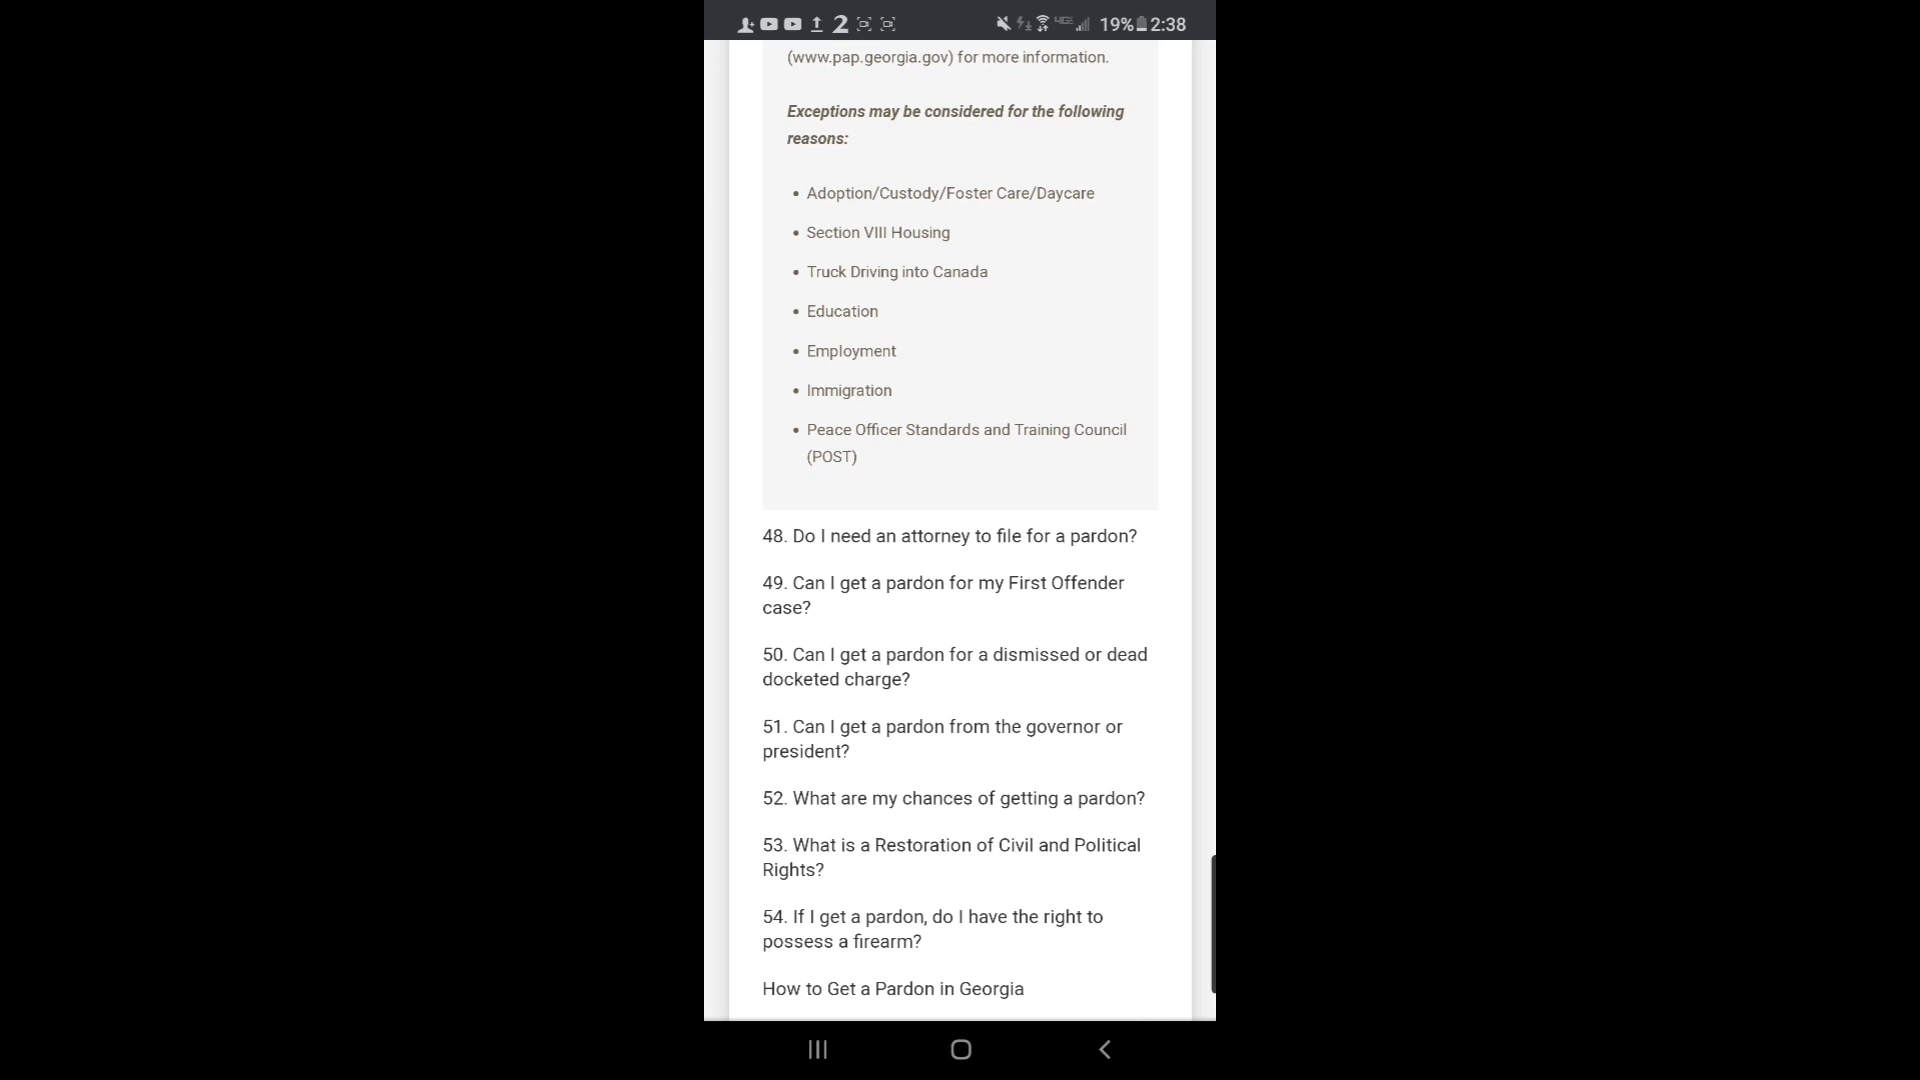 2 19% 2:38
(www.pap.georgia.gov) for more information.
Exceptions may be considered for the following
reasons:
• Adoption/Custody/Foster Care/Daycare
• Section VIII Housing
• Truck Driving into Canada
• Education
• Employment
• Immigration
• Peace Officer Standards and Training Council
(POST)
48. Do I need an attorney to file for a pardon?
49. Can I get a pardon for my First Offender
case?
50. Can I get a pardon for a dismissed or dead
docketed charge?
51. Can I get a pardon from the governor or
president?
52. What are my chances of getting a pardon?
53. What is a Restoration of Civil and Political
Rights?
54. If I get a pardon, do I have the right to
possess a firearm?
How to Get a Pardon in Georgia